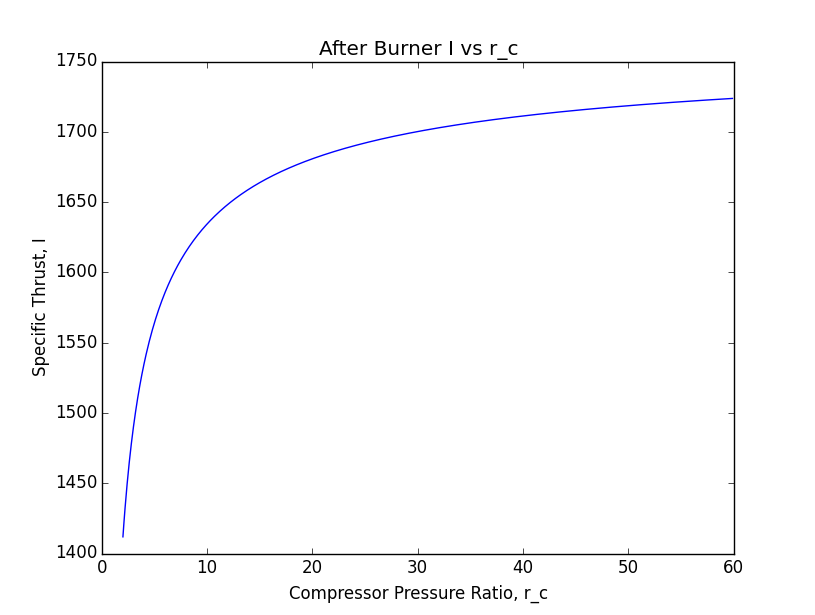 After Burner I vs r_c
1750
1700
1650
1600
1550
1500
1450
1400
Specific Thrust, I
0 10 20 30 40 50 60
Compressor Pressure Ratio, r_c